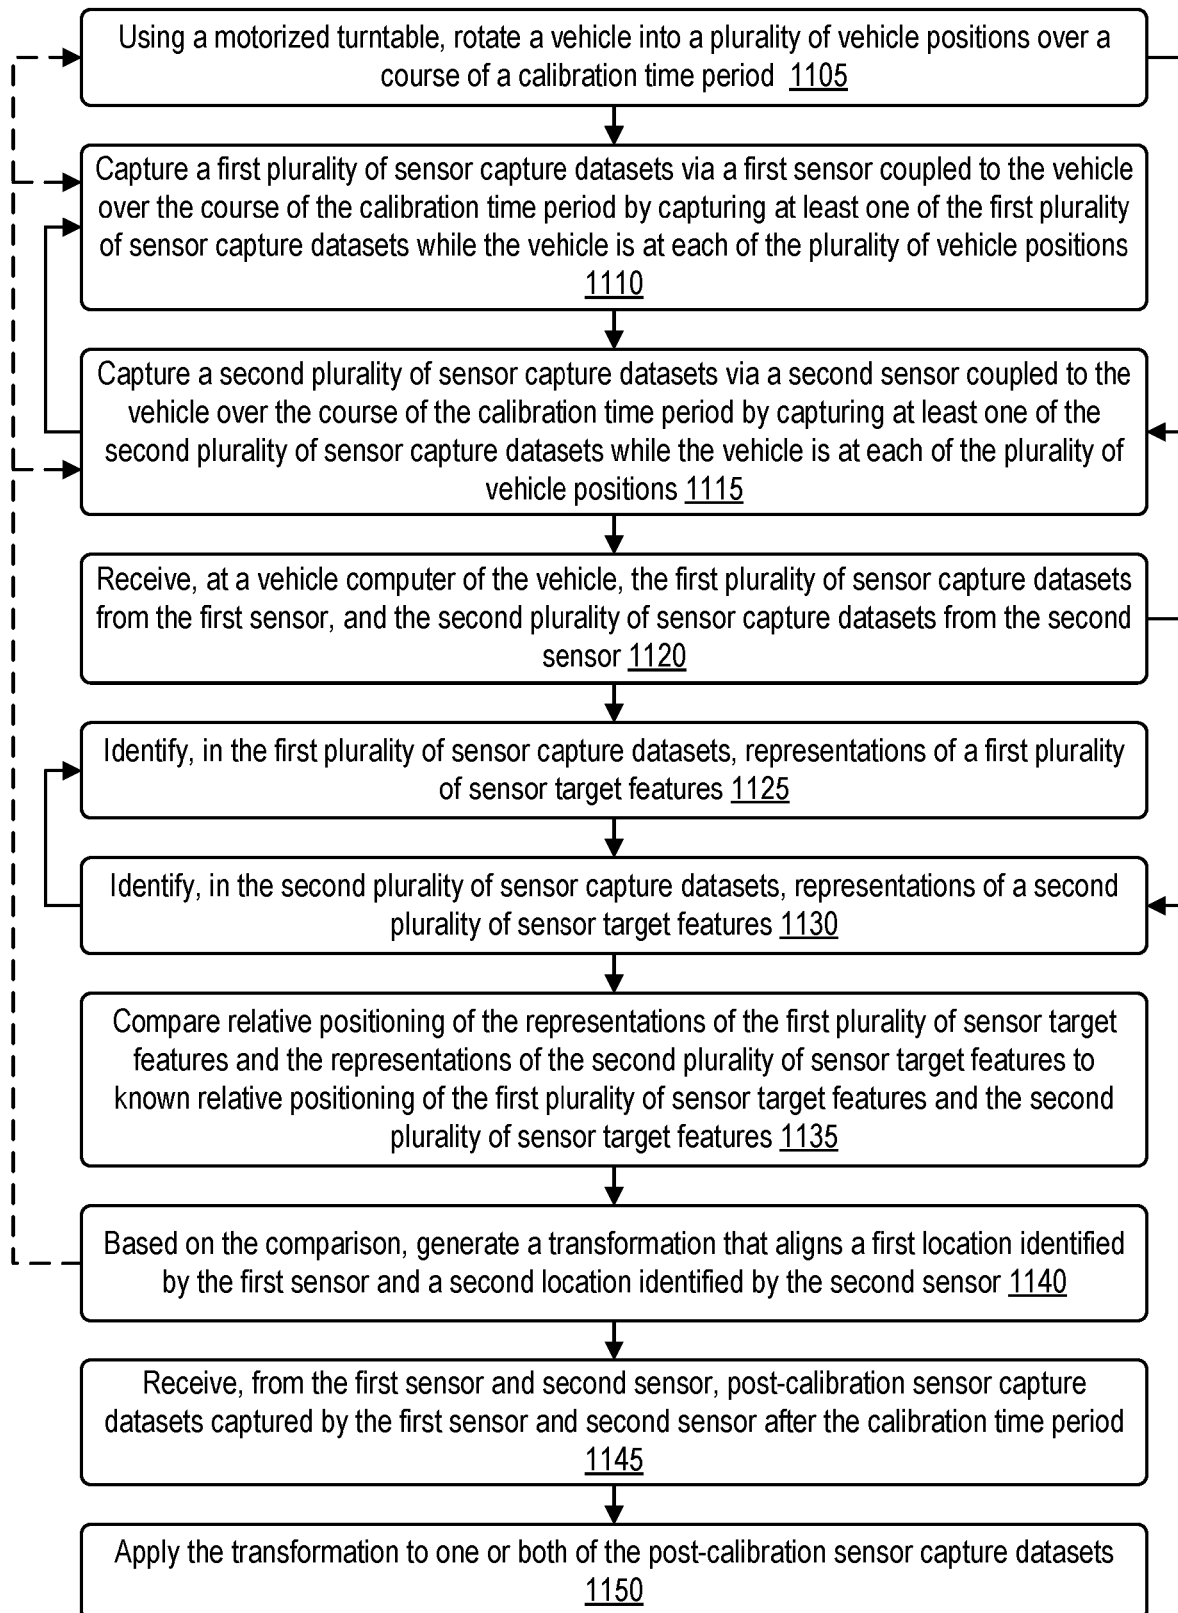 Using a motorized turntable, rotate a vehicle into a plurality of vehicle positions over a
course of a calibration time period 1105
Capture a first plurality of sensor capture datasets via a first sensor coupled to the vehicle
over the course of the calibration time period by capturing at least one of the first plurality
of sensor capture datasets while the vehicle is at each of the plurality of vehicle positions
1110
Capture a second plurality of sensor capture datasets via a second sensor coupled to the
vehicle over the course of the calibration time period by capturing at least one of the
second plurality of sensor capture datasets while the vehicle is at each of the plurality of
vehicle positions 1115
Receive, at a vehicle computer of the vehicle, the first plurality of sensor capture datasets
from the first sensor, and the second plurality of sensor capture datasets from the second
sensor 1120
Identify, in the first plurality of sensor capture datasets, representations of a first plurality
of sensor target features 1125
Identify, in the second plurality of sensor capture datasets, representations of a second
plurality of sensor target features 1130
Compare relative positioning of the representations of the first plurality of sensor target
features and the representations of the second plurality of sensor target features to
known relative positioning of the first plurality of sensor target features and the second
plurality of sensor target features 1135
Based on the comparison, generate a transformation that aligns a first location identified
by the first sensor and a second location identified by the second sensor 1140
Receive, from the first sensor and second sensor, post-calibration sensor capture
datasets captured by the first sensor and second sensor after the calibration time period
1145
Apply the transformation to one or both of the post-calibration sensor capture datasets
1150